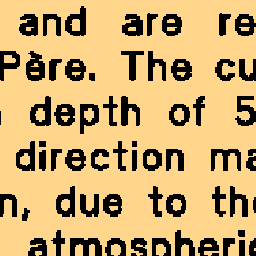 and are re
Père. The cu
depth of 5
direction ma
n, due to the
atmospheric